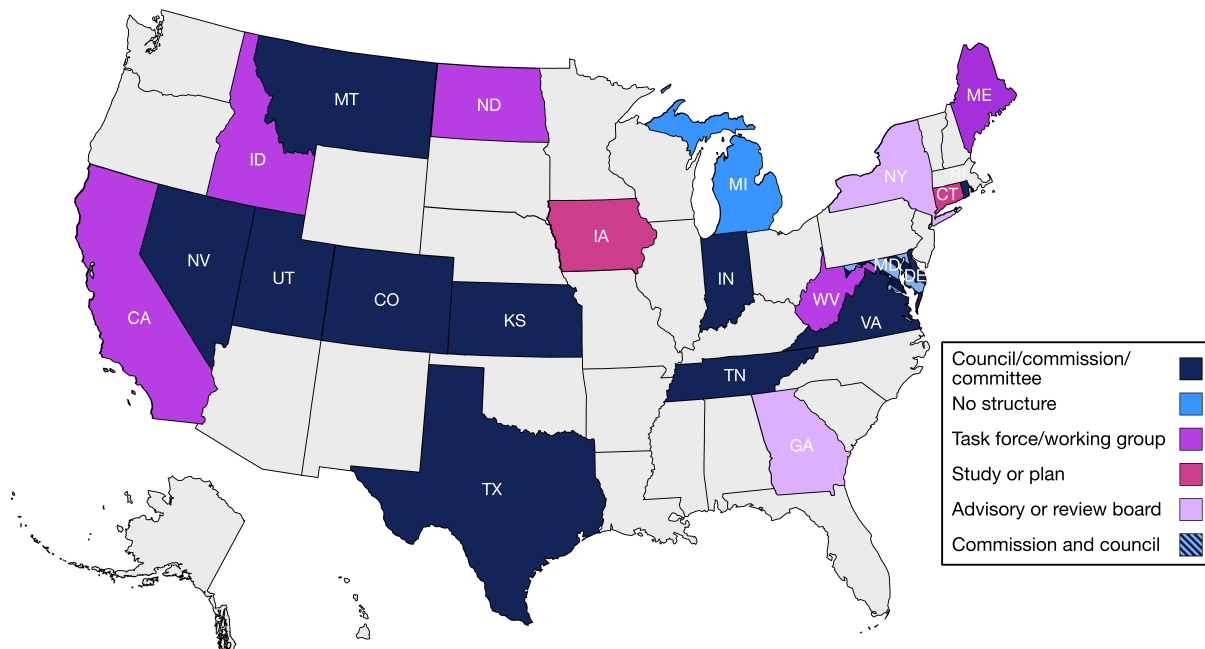 ME
MT
ND
ID
NY
RI
MI
CT
IA
NV
UT
IN
MD
DE
CO
WV
CA
KS
VA
TN
GA
TX
Council/commission/
committee
No structure
Task force/working group
Study or plan
Advisory or review board
Commission and council